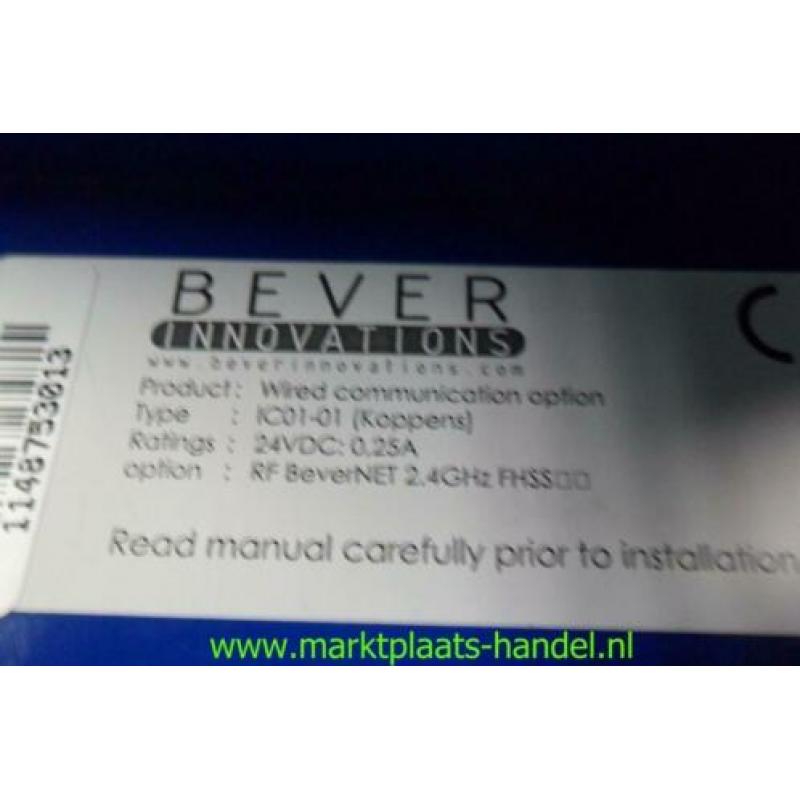 BEVER
INNOVATIONS
www.beverinnovations.com
Product: Wired communication option
Type : IC01-01 (Koppens)
Ratings : 24VDC: 0,25A
option : RF BeverNET 2.4GHz FHSS□□
Read manual carefully prior to installation
1148753013
www.marktplaats-handel.nl